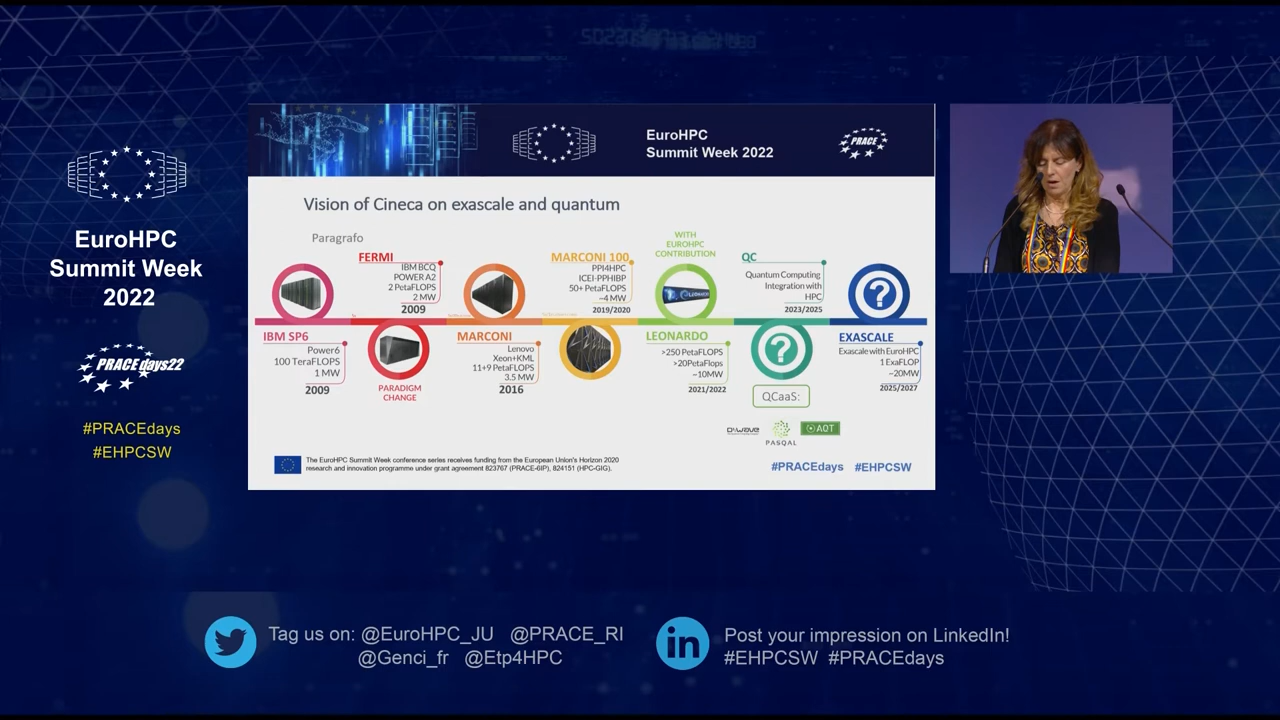 EuroHPC
Summit Week
2022
PRACEdays22
#PRACEdays
#EHPCSW
EuroHPC
Summit Week 2022
PRACE
Vision of Cineca on exascale and quantum
Paragrafo
IBM SP6
Power6
100 TeraFLOPS
1 MW
2009
FERMI
IBM BCQ
POWER A2
2 PetaFLOPS
2 MW
2009
PARADIGM
CHANGE
MARCONI
Lenovo
Xeon+KML
11+9 PetaFLOPS
3.5 MW
2016
MARCONI 100
PPI4HPC
ICEI-PPHIBP
50+ PetaFLOPS
~4 MW
2019/2020
WITH
EUROHPC
CONTRIBUTION
LEONARDO
>250 PetaFLOPS
>20PetaFlops
~10MW
2021/2022
QC
Quantum Computing
Integration with
HPC
2023/2025
?
QCaaS:
D:wave
PASQAL
AQT
?
EXASCALE
Exascale with EuroHPC
1 ExaFLOP
~20MW
2025/2027
The EuroHPC Summit Week conference series receives funding from the European Union's Horizon 2020
research and innovation programme under grant agreement 823767 (PRACE-6IP), 824151 (HPC-GIG).
#PRACEdays #EHPCSW
Tag us on: @EuroHPC_JU @PRACE_RI
@Genci_fr @Etp4HPC
in
Post your impression on LinkedIn!
#EHPCSW #PRACEdays